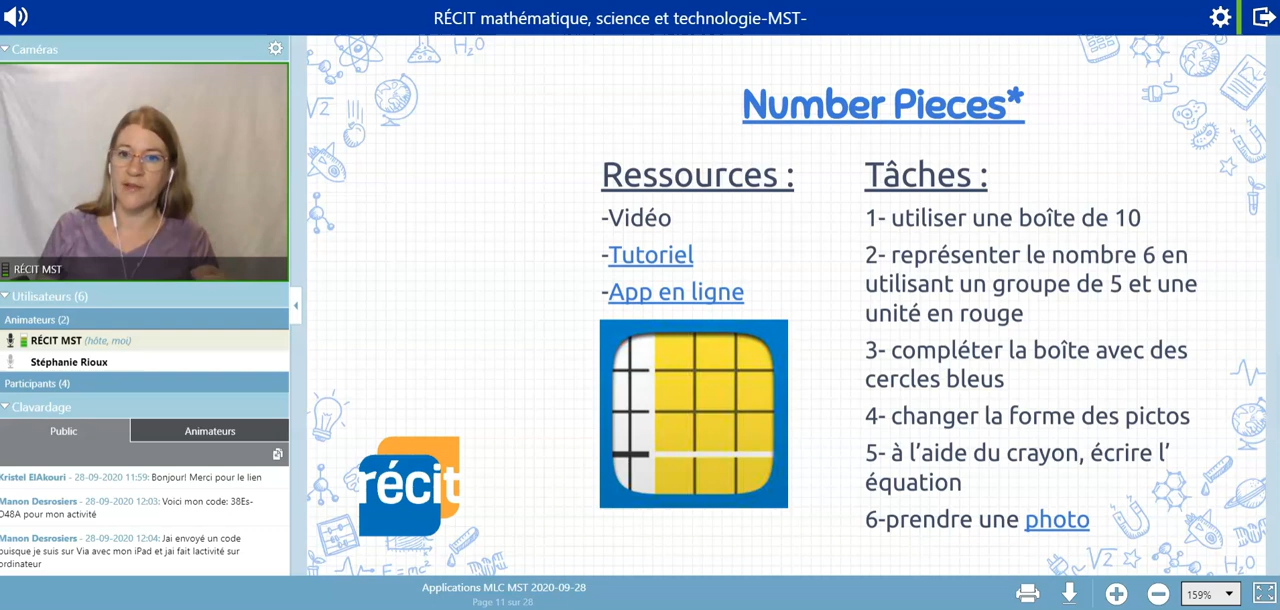 RÉCIT mathématique, science et technologie-MST-
Caméras
RÉCIT MST
Utilisateurs (6)
Animateurs (2)
RÉCIT MST (hôte, moi)
Stéphanie Rioux
Participants (4)
Clavardage
Public
Animateurs
Kristel ElAkouri - 28-09-2020 11:59: Bonjour! Merci pour le lien
Manon Desrosiers - 28-09-2020 12:03: Voici mon code: 38Es-
D48A pour mon activité
Manon Desrosiers - 28-09-2020 12:04: Jai envoyé un code
puisque je suis sur Via avec mon iPad et jai fait lactivité sur
ordinateur
H₂O
√2
récit
E=mc²
Number Pieces*
Ressources :
-Vidéo
-Tutoriel
-App en ligne
Tâches :
1- utiliser une boîte de 10
2- représenter le nombre 6 en
utilisant un groupe de 5 et une
unité en rouge
3- compléter la boîte avec des
cercles bleus
4- changer la forme des pictos
5- à l’aide du crayon, écrire l’
équation
6-prendre une photo
√2
H₂O
Applications MLC MST 2020-09-28
Page 11 sur 28
159%